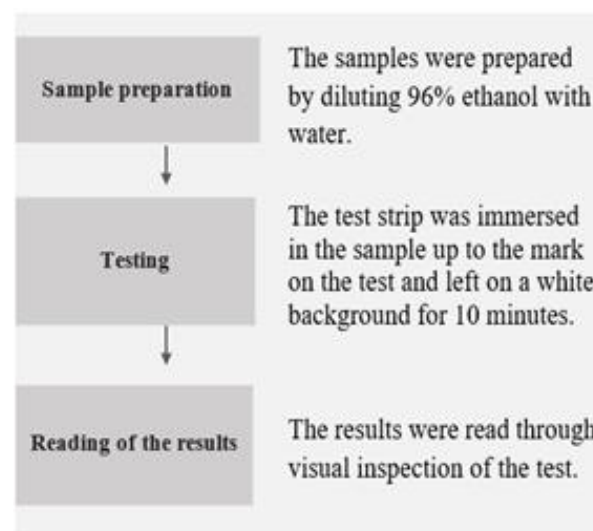 Sample preparation
The samples were prepared
by diluting 96% ethanol with
water.
Testing
The test strip was immersed
in the sample up to the mark
on the test and left on a white
background for 10 minutes.
Reading of the results
The results were read through
visual inspection of the test.